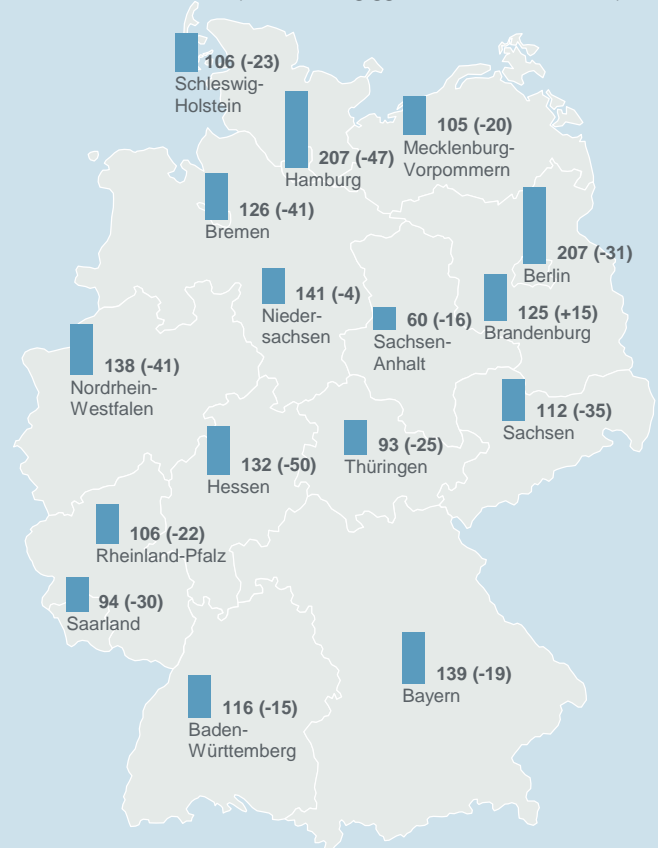 106 (-23)
Schleswig-
Holstein
207 (-47)
Hamburg
105 (-20)
Mecklenburg-
Vorpommern
126 (-41)
Bremen
207 (-31)
Berlin
141 (-4)
Nieder-
sachsen
60 (-16)
Sachsen-
Anhalt
125 (+15)
Brandenburg
138 (-41)
Nordrhein-
Westfalen
112 (-35)
Sachsen
132 (-50)
Hessen
93 (-25)
Thüringen
106 (-22)
Rheinland-Pfalz
94 (-30)
Saarland
139 (-19)
Bayern
116 (-15)
Baden-
Württemberg